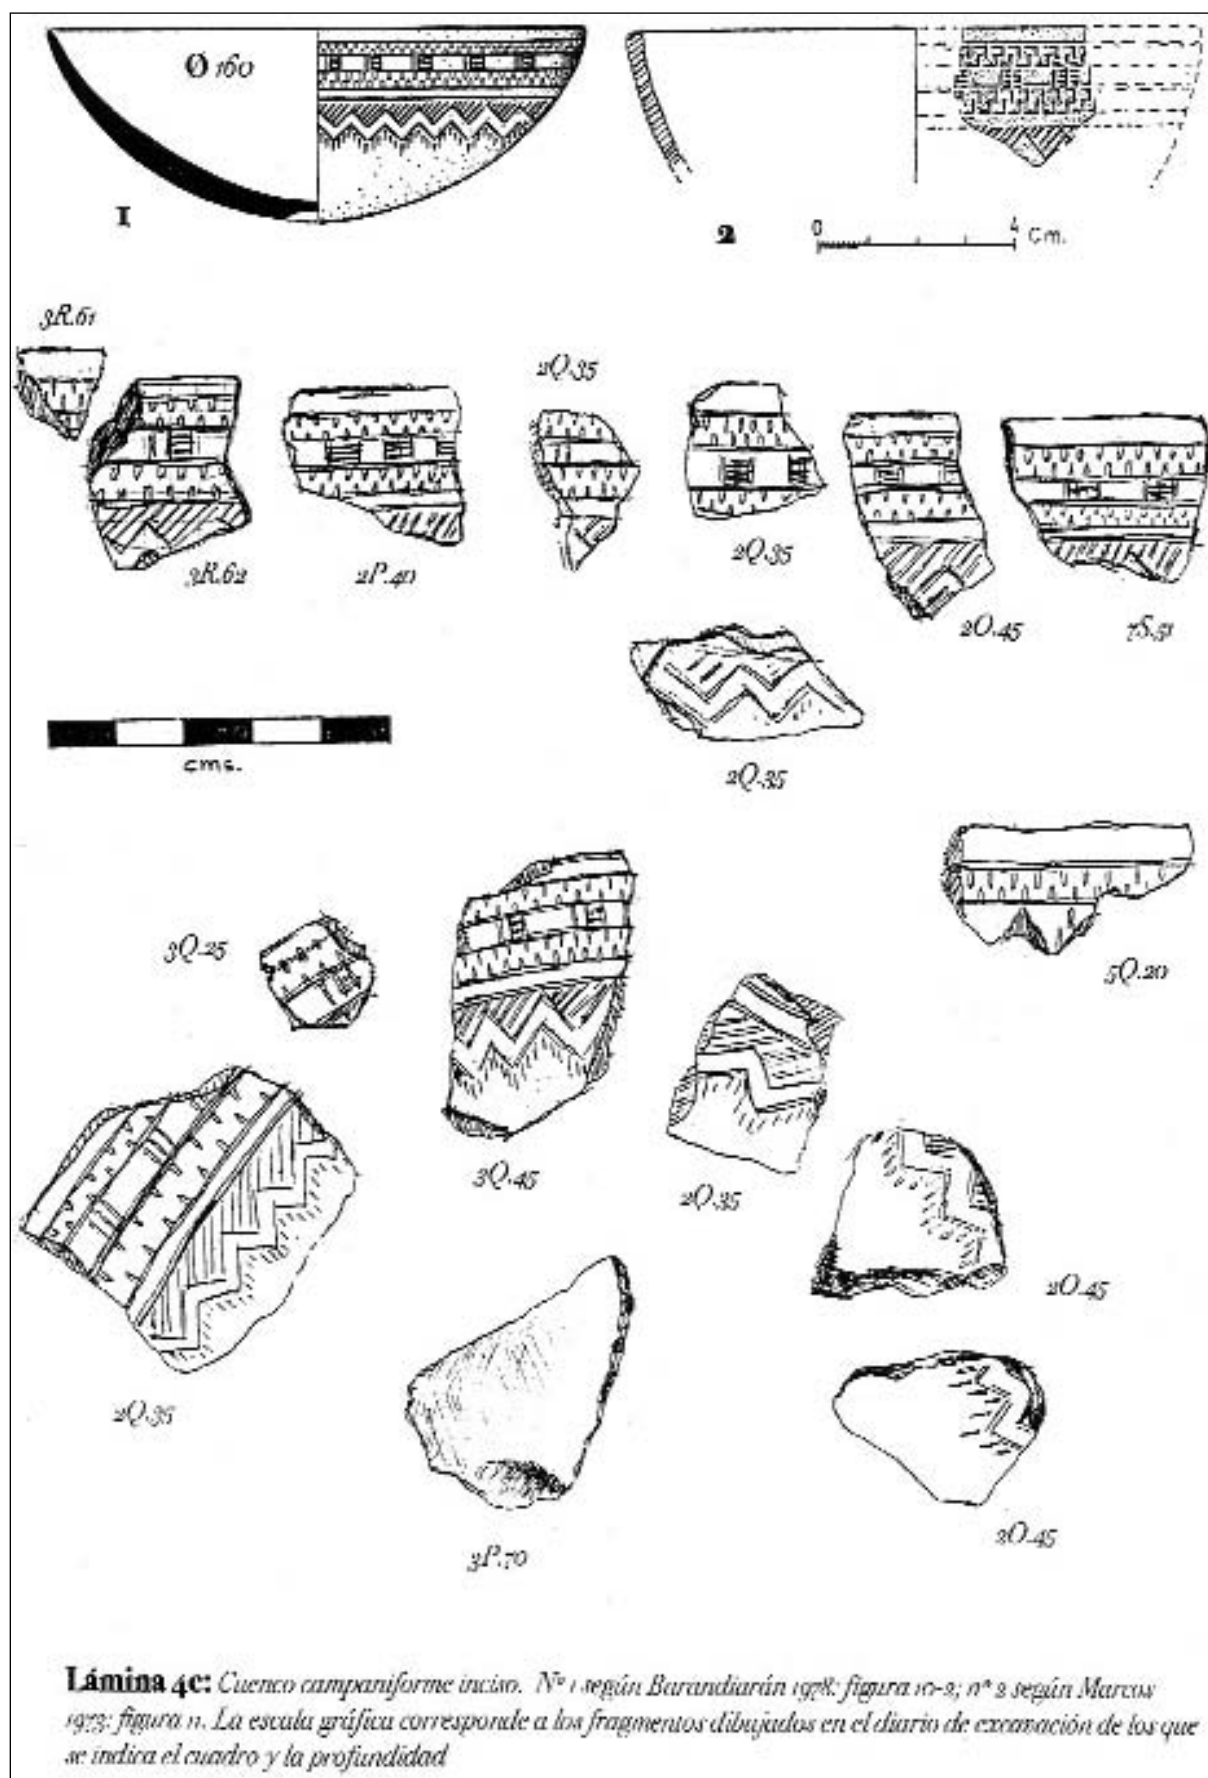 Ø 160
1
2
0 4 Cm.
3R.61
2Q.35
3R.62
2P.40
2Q.35
2O.45
7S.51
2Q.35
cms.
3Q.25
5Q.20
3Q.45
2Q.35
2O.45
2Q.35
3P.70
2O.45
Lámina 4c: Cuenco campaniforme inciso. Nº 1 según Barandiarán 1978: figura 10-2; nº 2 según Marcos
1973: figura 11. La escala gráfica corresponde a los fragmentos dibujados en el diario de excavación de los que
se indica el cuadro y la profundidad